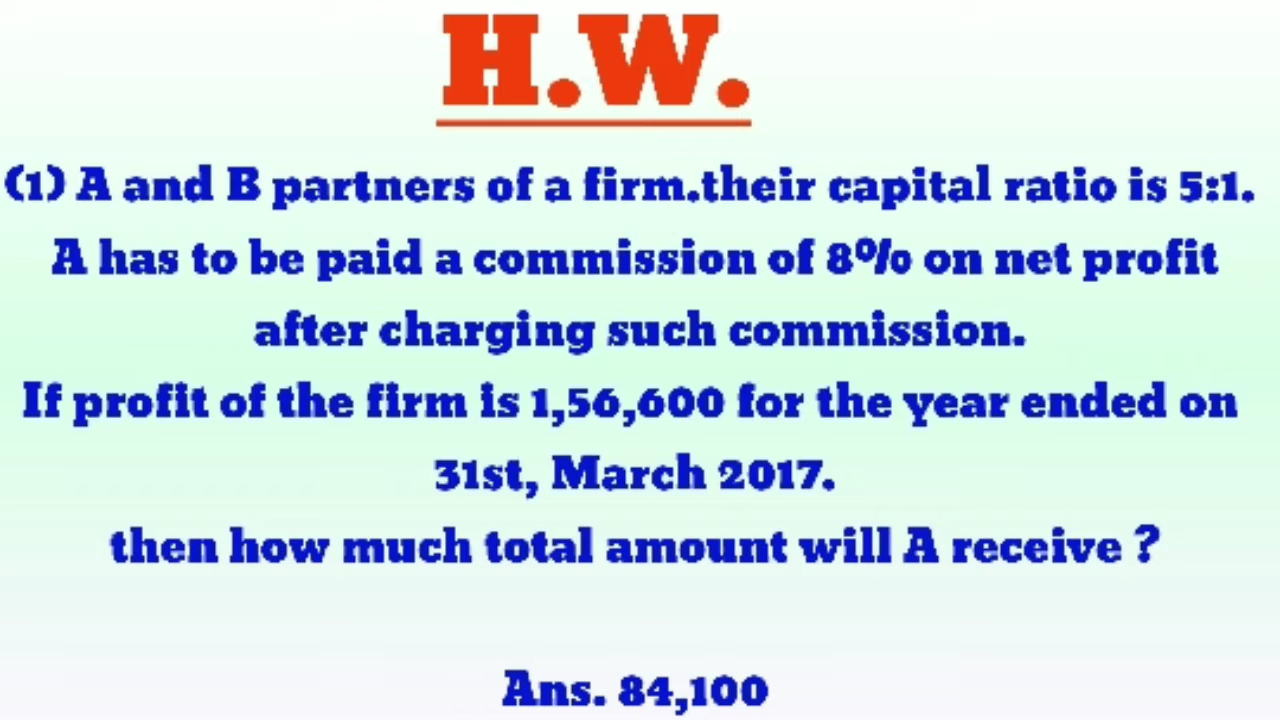 H.W.
(1) A and B partners of a firm.their capital ratio is 5:1.
A has to be paid a commission of 8% on net profit
after charging such commission.
If profit of the firm is 1,56,600 for the year ended on
31st, March 2017.
then how much total amount will A receive ?
Ans. 84,100